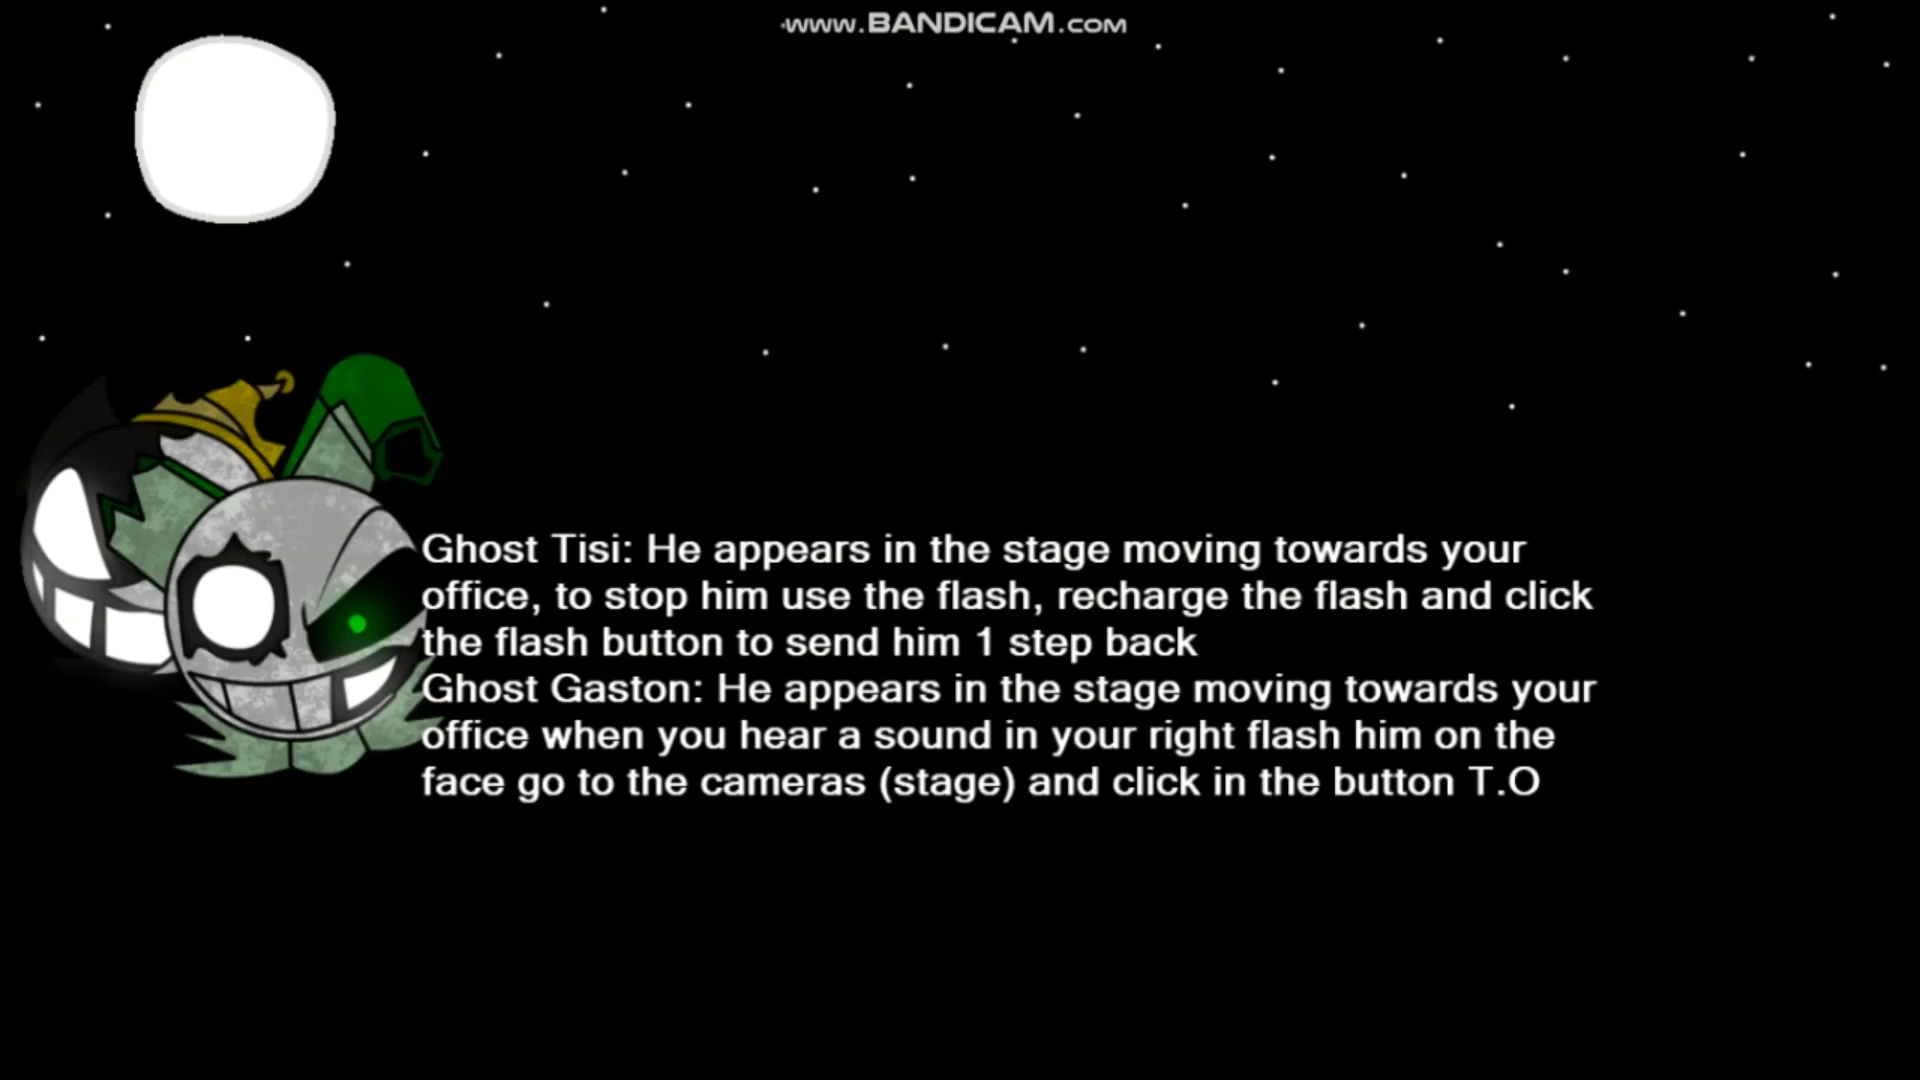 www.BANDICAM.COM
Ghost Tisi: He appears in the stage moving towards your
office, to stop him use the flash, recharge the flash and click
the flash button to send him 1 step back
Ghost Gaston: He appears in the stage moving towards your
office when you hear a sound in your right flash him on the
face go to the cameras (stage) and click in the button T.O